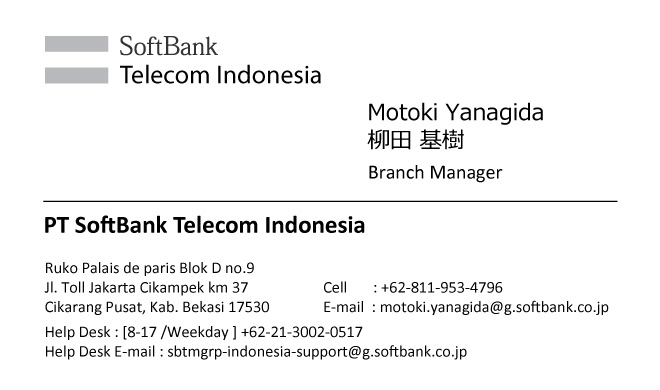 SoftBank
Telecom Indonesia
Motoki Yanagida
柳田 基樹
Branch Manager
PT SoftBank Telecom Indonesia
Ruko Palais de paris Blok D no.9
Jl. Toll Jakarta Cikampek km 37
Cikarang Pusat, Kab. Bekasi 17530
Cell : +62-811-953-4796
E-mail : motoki.yanagida@g.softbank.co.jp
Help Desk : [8-17 /Weekday ] +62-21-3002-0517
Help Desk E-mail : sbtmgrp-indonesia-support@g.softbank.co.jp